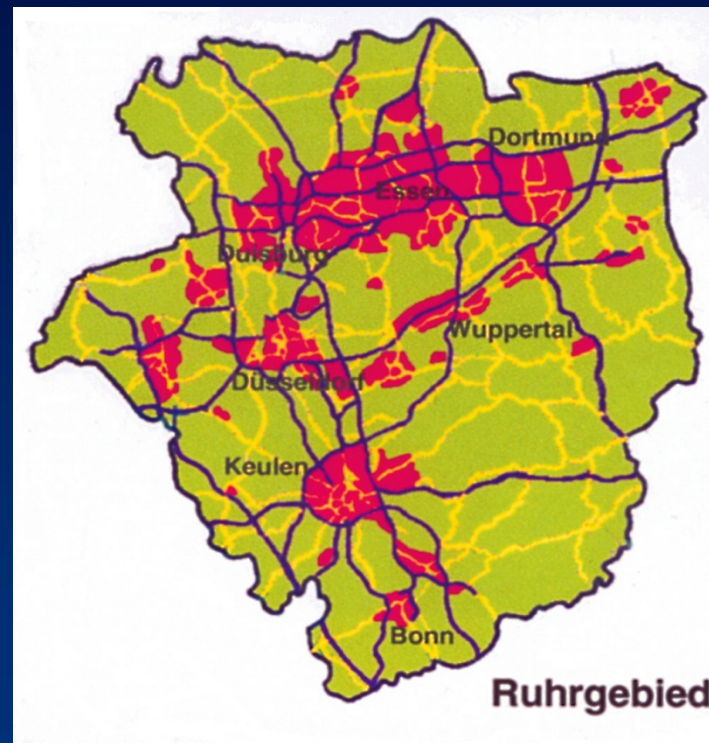 Dortmund
Essen
Duisburg
Wuppertal
Düsseldorf
Keulen
Bonn
Ruhrgebied